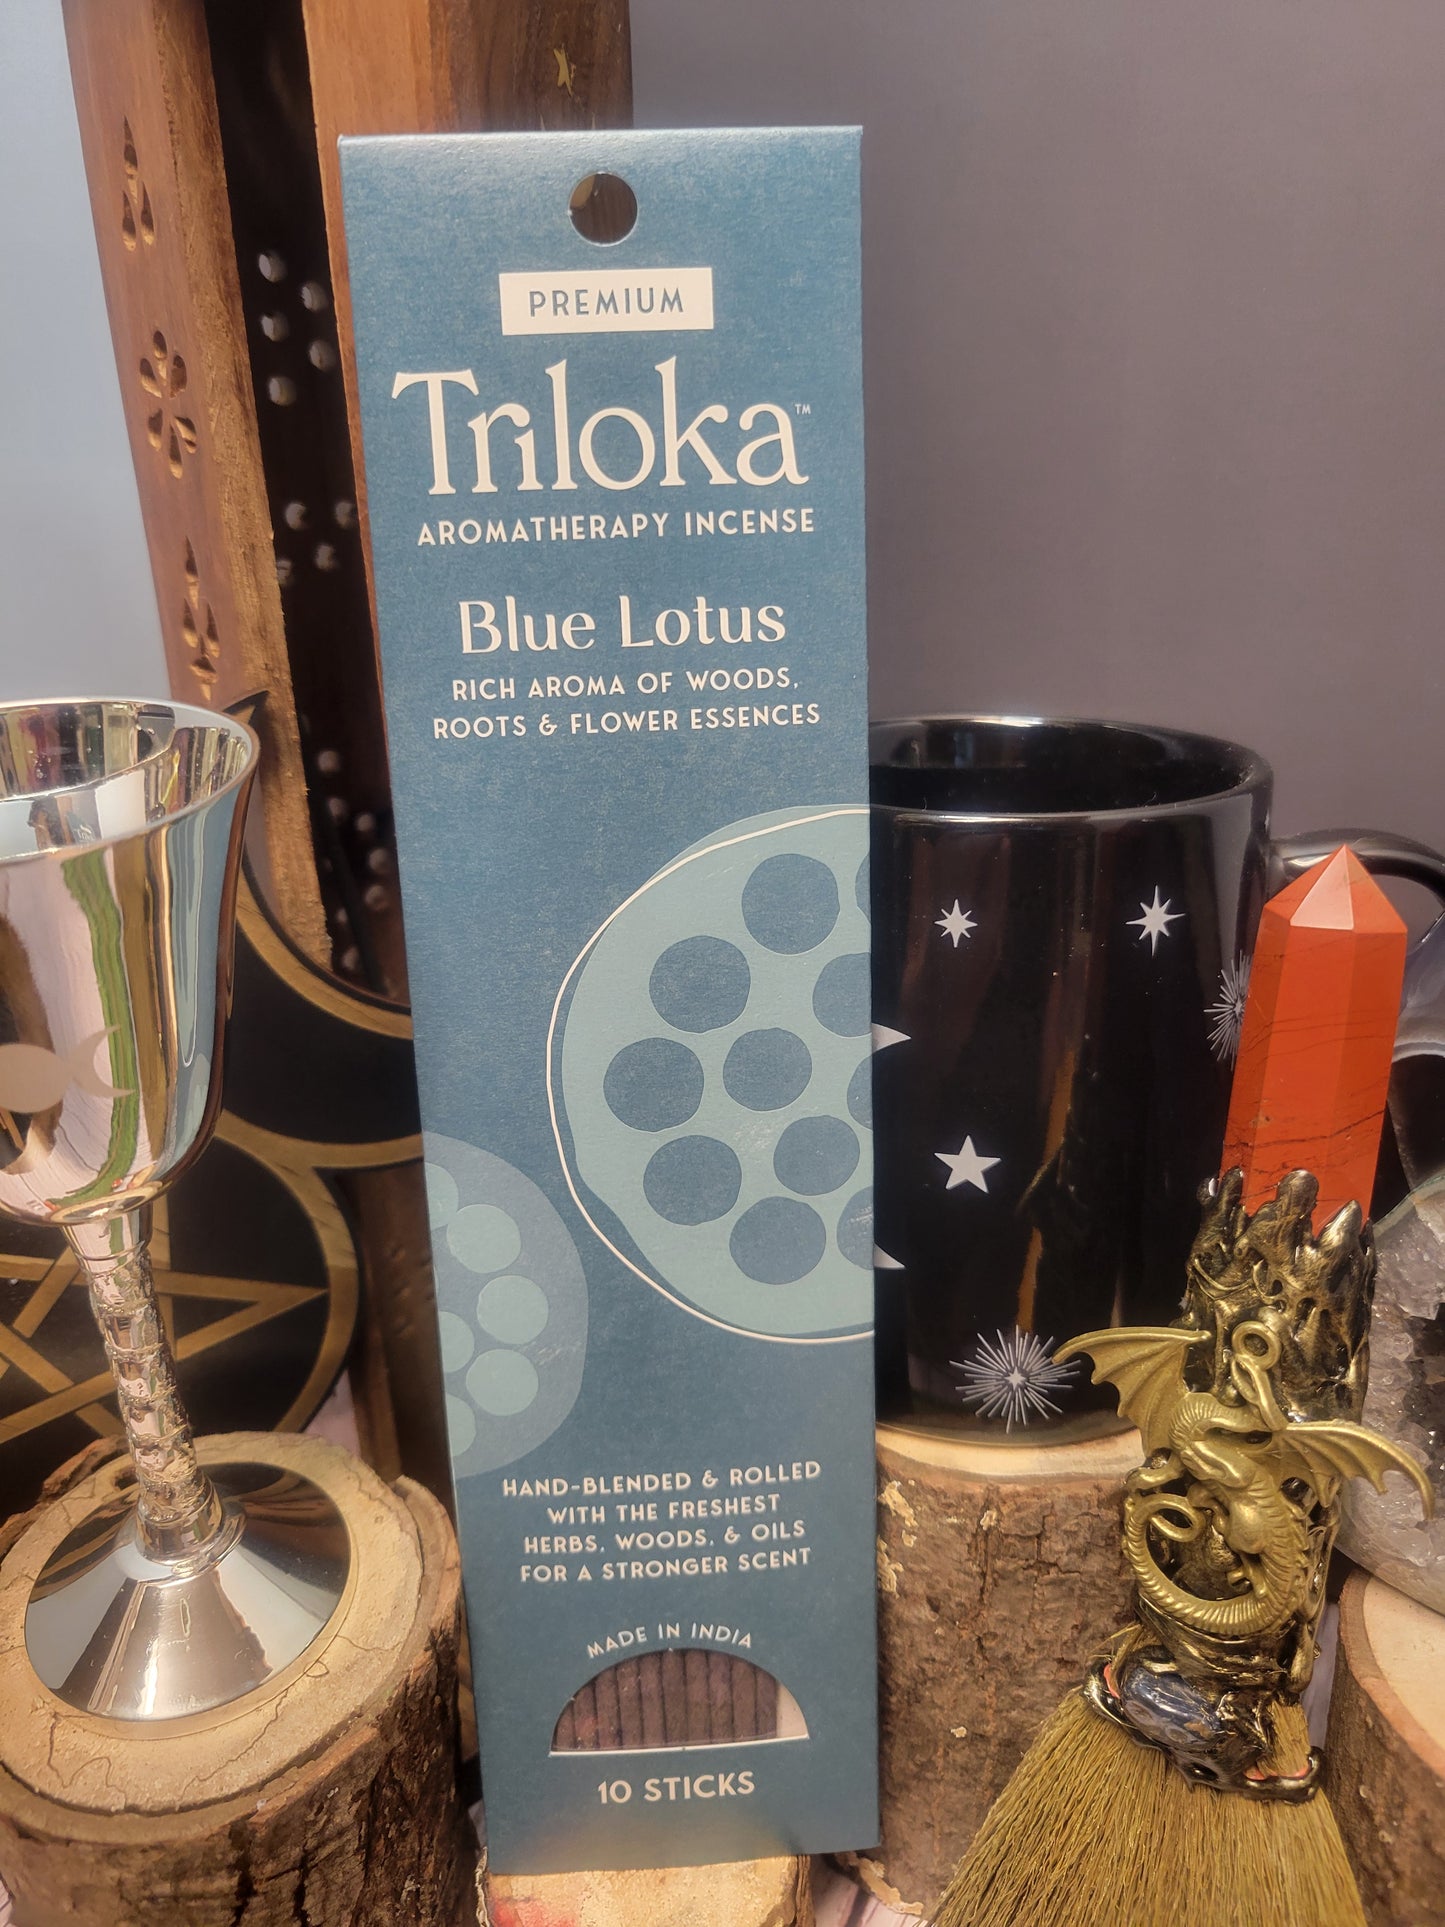 PREMIUM
Triloka™
AROMATHERAPY INCENSE
Blue Lotus
RICH AROMA OF WOODS,
ROOTS & FLOWER ESSENCES
HAND-BLENDED & ROLLED
WITH THE FRESHEST
HERBS, WOODS, & OILS
FOR A STRONGER SCENT
MADE IN INDIA
10 STICKS